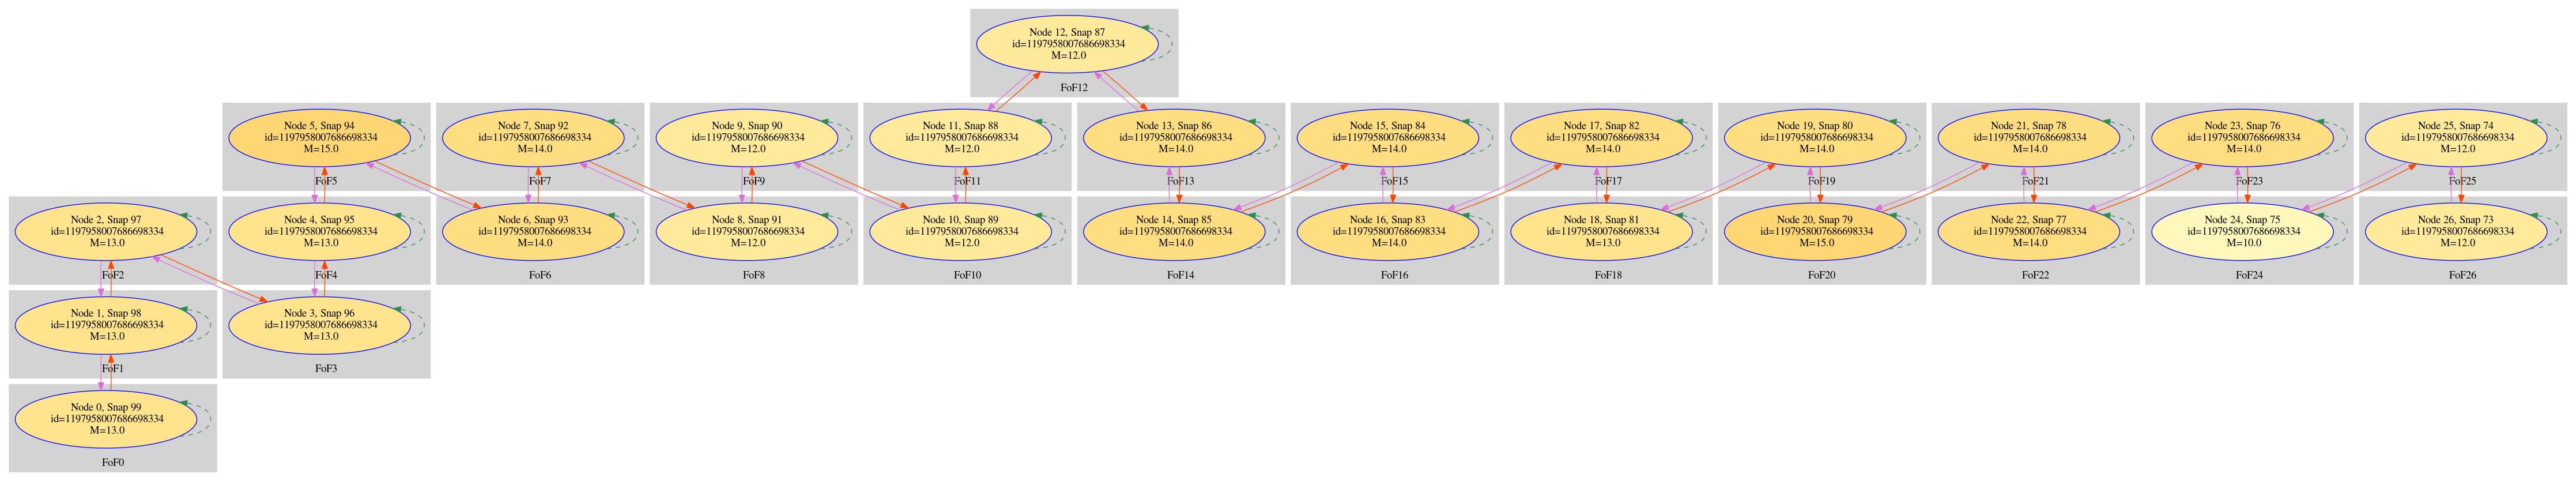 Node 12, Snap 87
id=1197958007686698334
M=12.0
FoF12
Node 5, Snap 94
id=1197958007686698334
M=15.0
FoF5
Node 7, Snap 92
id=1197958007686698334
M=14.0
FoF7
Node 9, Snap 90
id=1197958007686698334
M=12.0
FoF9
Node 11, Snap 88
id=1197958007686698334
M=12.0
FoF11
Node 13, Snap 86
id=1197958007686698334
M=14.0
FoF13
Node 15, Snap 84
id=1197958007686698334
M=14.0
FoF15
Node 17, Snap 82
id=1197958007686698334
M=14.0
FoF17
Node 19, Snap 80
id=1197958007686698334
M=14.0
FoF19
Node 21, Snap 78
id=1197958007686698334
M=14.0
FoF21
Node 23, Snap 76
id=1197958007686698334
M=14.0
FoF23
Node 25, Snap 74
id=1197958007686698334
M=12.0
FoF25
Node 2, Snap 97
id=1197958007686698334
M=13.0
FoF2
Node 4, Snap 95
id=1197958007686698334
M=13.0
FoF4
Node 6, Snap 93
id=1197958007686698334
M=14.0
FoF6
Node 8, Snap 91
id=1197958007686698334
M=12.0
FoF8
Node 10, Snap 89
id=1197958007686698334
M=12.0
FoF10
Node 14, Snap 85
id=1197958007686698334
M=14.0
FoF14
Node 16, Snap 83
id=1197958007686698334
M=14.0
FoF16
Node 18, Snap 81
id=1197958007686698334
M=13.0
FoF18
Node 20, Snap 79
id=1197958007686698334
M=15.0
FoF20
Node 22, Snap 77
id=1197958007686698334
M=14.0
FoF22
Node 24, Snap 75
id=1197958007686698334
M=10.0
FoF24
Node 26, Snap 73
id=1197958007686698334
M=12.0
FoF26
Node 1, Snap 98
id=1197958007686698334
M=13.0
FoF1
Node 3, Snap 96
id=1197958007686698334
M=13.0
FoF3
Node 0, Snap 99
id=1197958007686698334
M=13.0
FoF0